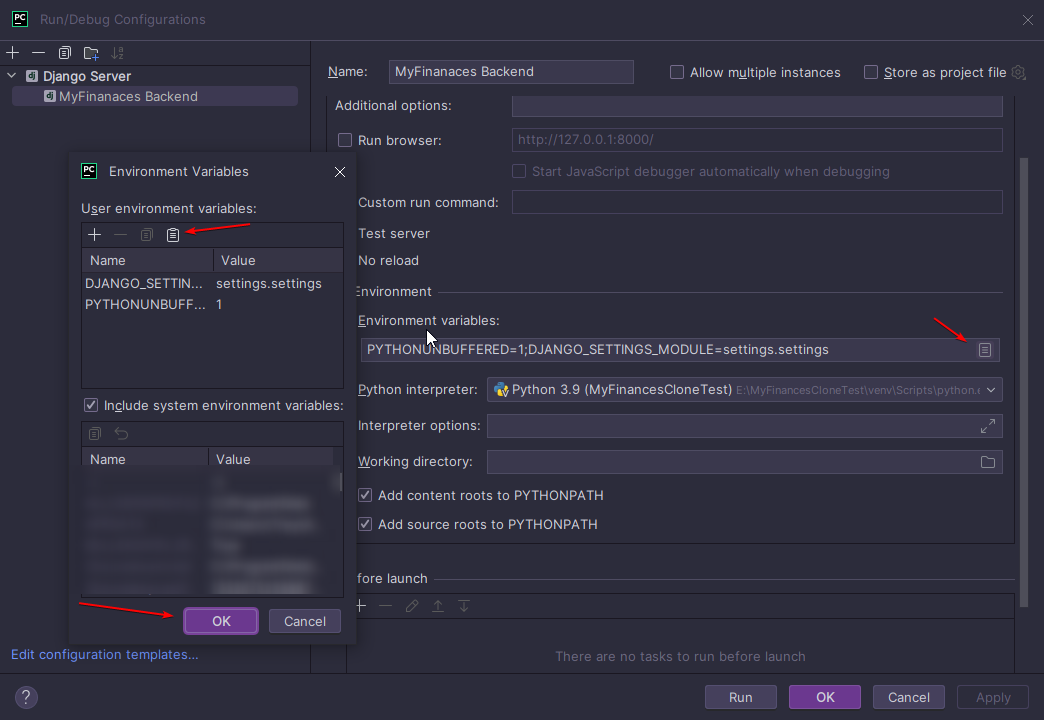 PC Run/Debug Configurations
Name: MyFinanaces Backend Allow multiple instances Store as project file
dj Django Server
dj MyFinanaces Backend
Additional options:
Run browser: http://127.0.0.1:8000/
Start JavaScript debugger automatically when debugging
Custom run command:
Test server
No reload
Environment
Environment variables:
PYTHONUNBUFFERED=1;DJANGO_SETTINGS_MODULE=settings.settings
Python interpreter: Python 3.9 (MyFinancesCloneTest) E:\MyFinancesCloneTest\venv\Scripts\python.e
Interpreter options:
Working directory:
Add content roots to PYTHONPATH
Add source roots to PYTHONPATH
fore launch
There are no tasks to run before launch
PC Environment Variables
User environment variables:
Name Value
DJANGO_SETTIN... settings.settings
PYTHONUNBUFF... 1
Include system environment variables:
Name Value
OK Cancel
Edit configuration templates...
? Run OK Cancel Apply